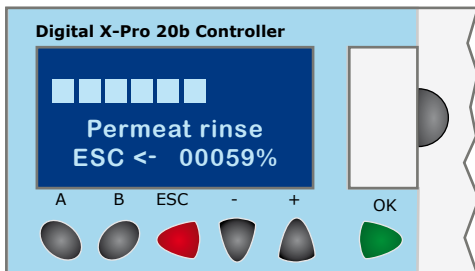 Digital X-Pro 20b Controller
Permeat rinse
ESC <- 00059%
A B ESC - + OK